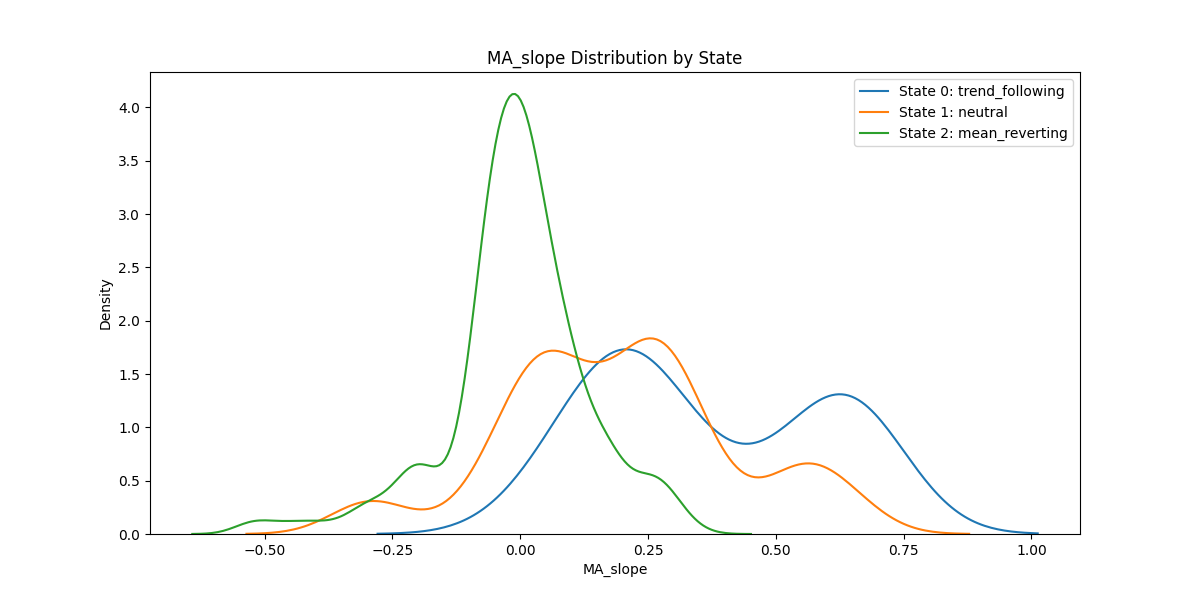 MA_slope Distribution by State
State 0: trend_following
State 1: neutral
State 2: mean_reverting
Density
4.0
3.5
3.0
2.5
2.0
1.5
1.0
0.5
0.0
−0.50 −0.25 0.00 0.25 0.50 0.75 1.00
MA_slope